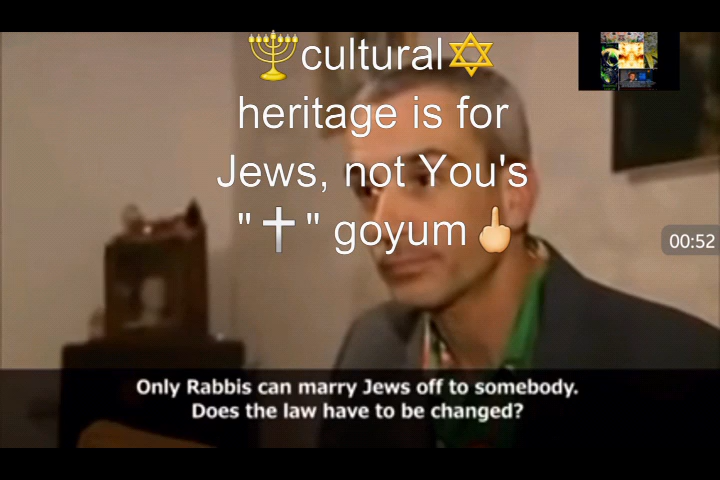 🕎cultural✡
heritage is for
Jews, not You's
"✝" goyum🖕🏻
00:52
Only Rabbis can marry Jews off to somebody.
Does the law have to be changed?